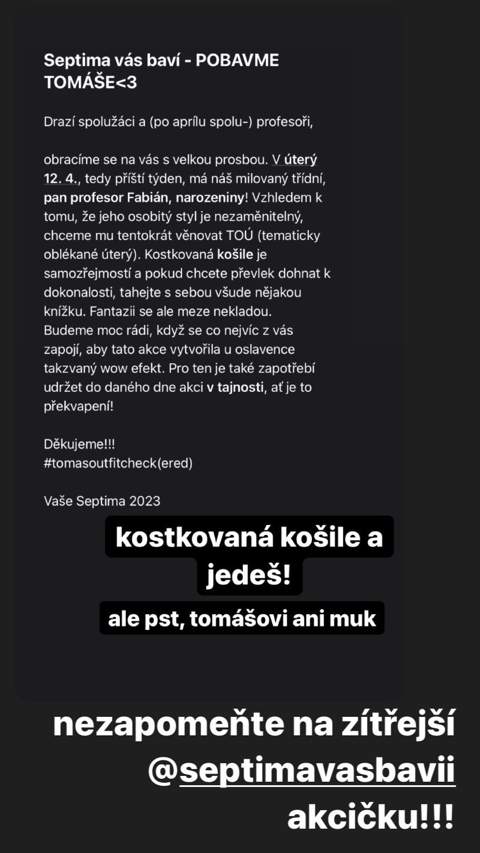 Septima vás baví - POBAVME
TOMÁŠE<3
Drazí spolužáci a (po aprílu spolu-) profesoři,
obracíme se na vás s velkou prosbou. V úterý
12. 4., tedy příští týden, má náš milovaný třídní,
pan profesor Fabián, narozeniny! Vzhledem k
tomu, že jeho osobitý styl je nezaměnitelný,
chceme mu tentokrát věnovat TOÚ (tematicky
oblékané úterý). Kostkovaná košile je
samozřejmostí a pokud chcete převlek dohnat k
dokonalosti, tahejte s sebou všude nějakou
knížku. Fantazii se ale meze nekladou.
Budeme moc rádi, když se co nejvíc z vás
zapojí, aby tato akce vytvořila u oslavence
takzvaný wow efekt. Pro ten je také zapotřebí
udržet do daného dne akci v tajnosti, ať je to
překvapení!
Děkujeme!!!
#tomasoutfitcheck(ered)
Vaše Septima 2023
kostkovaná košile a
jedeš!
ale pst, tomášovi ani muk
nezapomeňte na zítřejší
@septimavasbavii
akcičku!!!